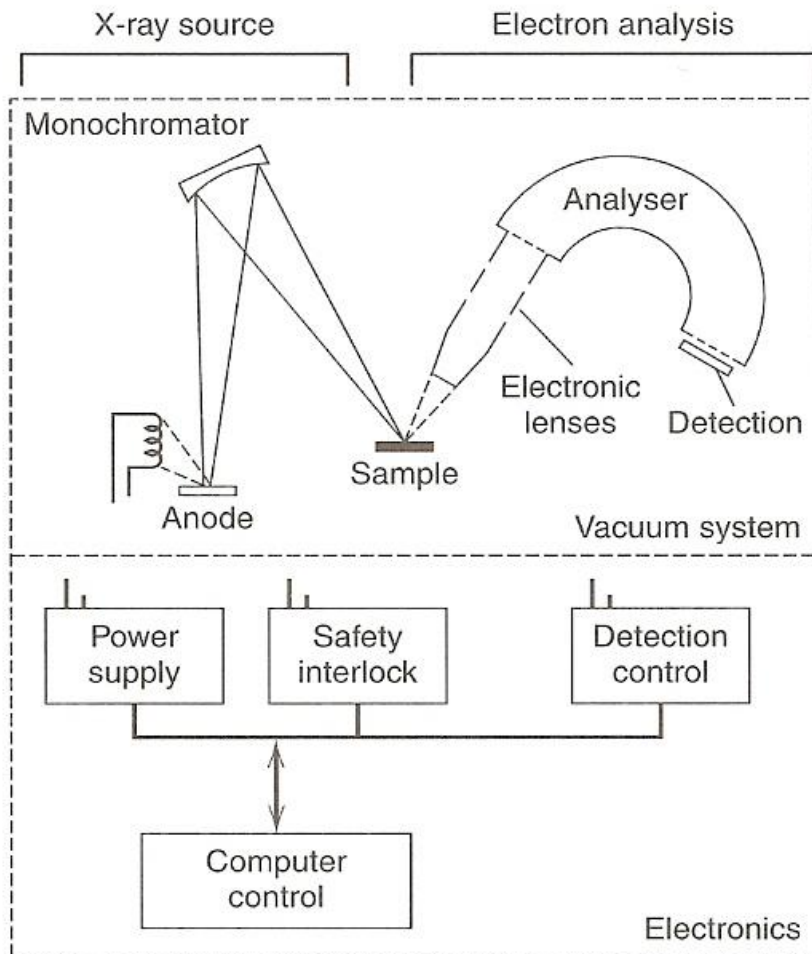 X-ray source
Electron analysis
Monochromator
Analyser
Electronic
lenses
Detection
Sample
Anode
Vacuum system
Power
supply
Safety
interlock
Detection
control
Computer
control
Electronics